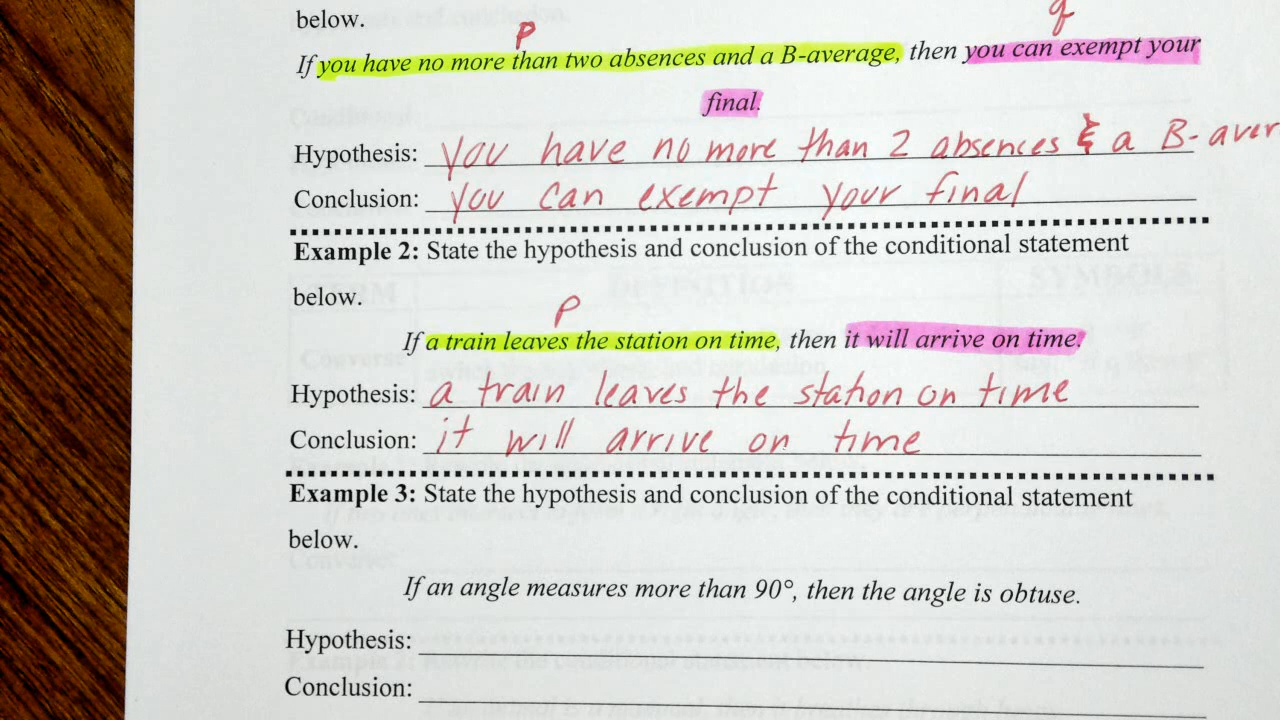 below.
p q
If you have no more than two absences and a B-average, then you can exempt your
final.
Hypothesis: you have no more than 2 absences & a B-aver
Conclusion: you can exempt your final
Example 2: State the hypothesis and conclusion of the conditional statement
below.
p
If a train leaves the station on time, then it will arrive on time.
Hypothesis: a train leaves the station on time
Conclusion: it will arrive on time
Example 3: State the hypothesis and conclusion of the conditional statement
below.
If an angle measures more than 90°, then the angle is obtuse.
Hypothesis:
Conclusion: